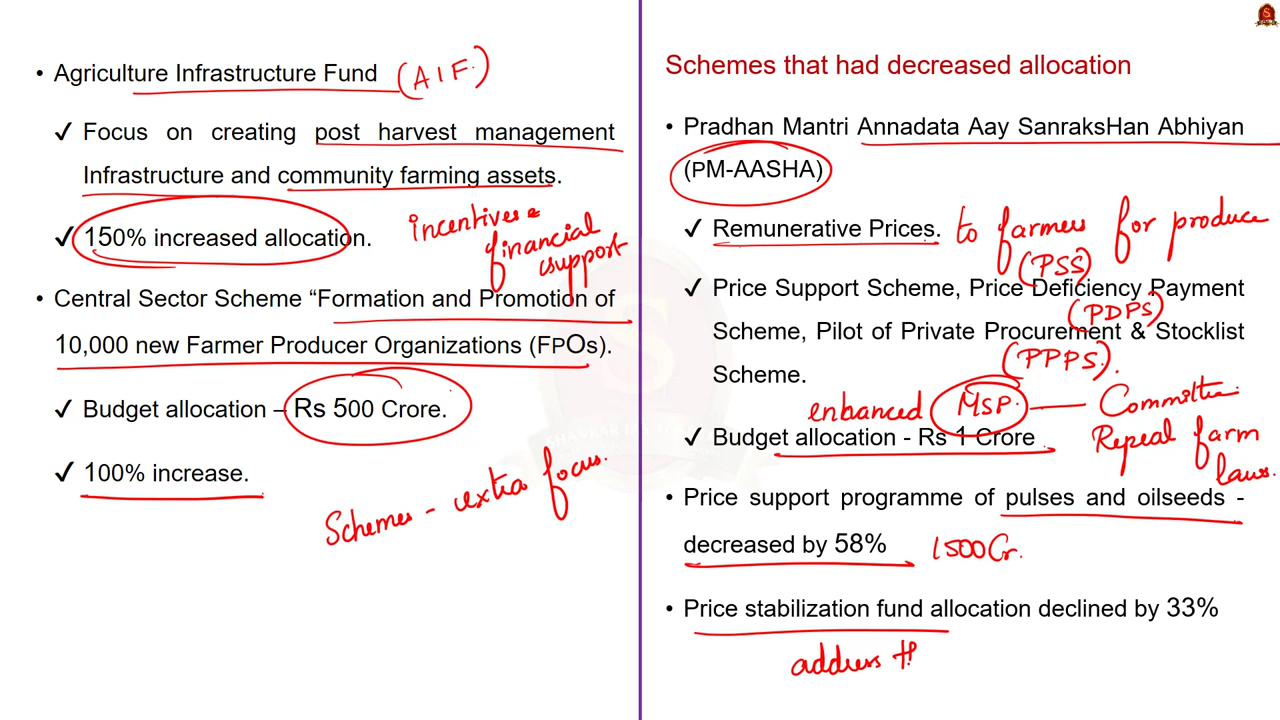 • Agriculture Infrastructure Fund (AIF.)
✓ Focus on creating post harvest management
Infrastructure and community farming assets.
✓ 150% increased allocation.
incentives &
financial
support
• Central Sector Scheme “Formation and Promotion of
10,000 new Farmer Producer Organizations (FPOs).
✓ Budget allocation – Rs 500 Crore.
✓ 100% increase.
Schemes - extra focus.
Schemes that had decreased allocation
• Pradhan Mantri Annadata Aay SanraksHan Abhiyan
(PM-AASHA)
✓ Remunerative Prices. to farmers for produce
(PSS)
✓ Price Support Scheme, Price Deficiency Payment
(PDPS)
Scheme, Pilot of Private Procurement & Stocklist
(PPPS).
Scheme.
enhanced MSP. — Committee
✓ Budget allocation - Rs 1 Crore
Repeal farm
laws.
• Price support programme of pulses and oilseeds -
decreased by 58% 1500Cr.
• Price stabilization fund allocation declined by 33%
address